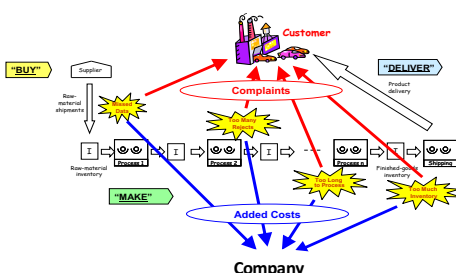 Customer
“BUY”
Supplier
“DELIVER”
Product
delivery
Raw-
material
shipments
Complaints
Missed
Date
Too Many
Rejects
I
Process 1
I
Process 2
I
Process n
I
Shipping
Raw-material
inventory
Finished-goods
inventory
Too Long
to Process
Too Much
Inventory
“MAKE”
Added Costs
Company